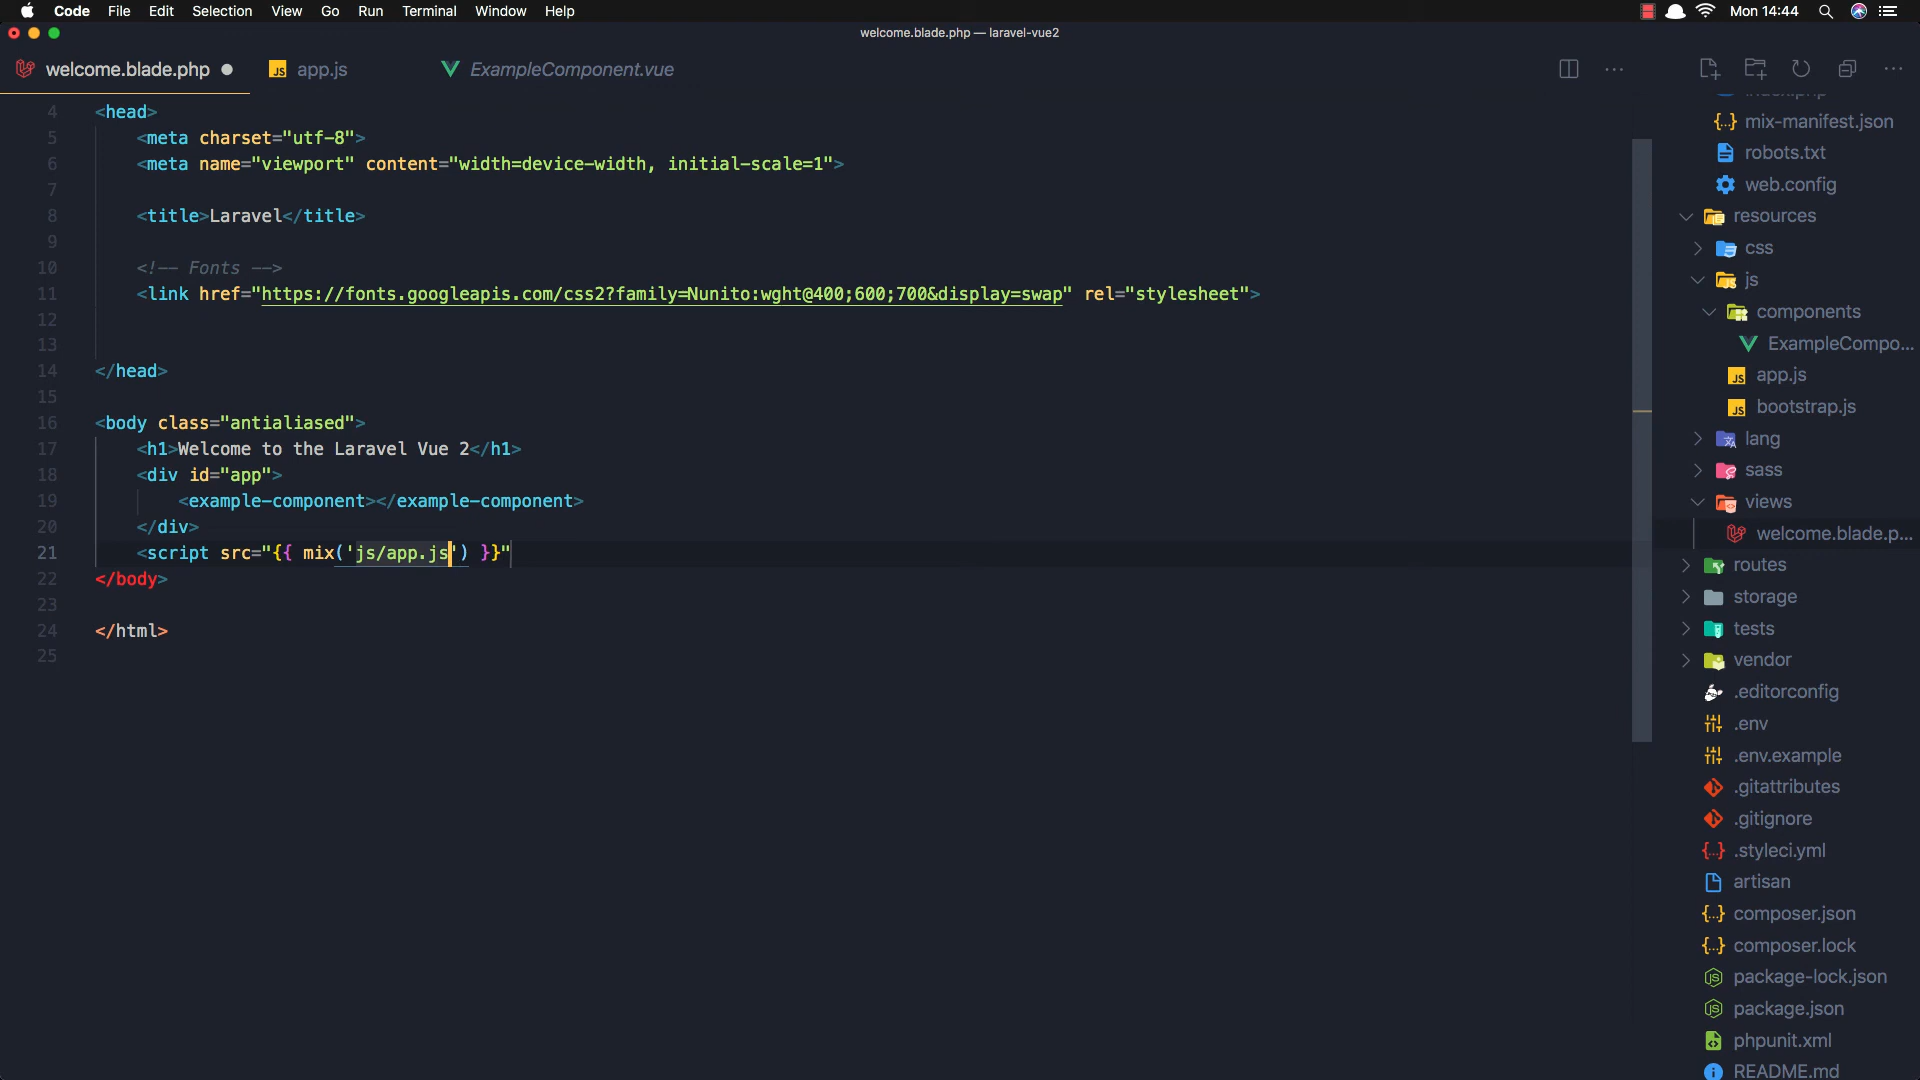 Code File Edit Selection View Go Run Terminal Window Help Mon 14:44
welcome.blade.php — laravel-vue2
welcome.blade.php JS app.js ExampleComponent.vue
4 <head>
5 <meta charset="utf-8">
6 <meta name="viewport" content="width=device-width, initial-scale=1">
7
8 <title>Laravel</title>
9
10 <!-- Fonts -->
11 <link href="https://fonts.googleapis.com/css2?family=Nunito:wght@400;600;700&display=swap" rel="stylesheet">
12
13
14 </head>
15
16 <body class="antialiased">
17 <h1>Welcome to the Laravel Vue 2</h1>
18 <div id="app">
19 <example-component></example-component>
20 </div>
21 <script src="{{ mix('js/app.js') }}"
22 </body>
23
24 </html>
25
index.php
{..} mix-manifest.json
robots.txt
web.config
resources
css
js
components
ExampleCompo...
JS app.js
JS bootstrap.js
lang
sass
views
welcome.blade.p...
routes
storage
tests
vendor
.editorconfig
.env
.env.example
.gitattributes
.gitignore
{..} .styleci.yml
artisan
{..} composer.json
{..} composer.lock
package-lock.json
package.json
phpunit.xml
README.md